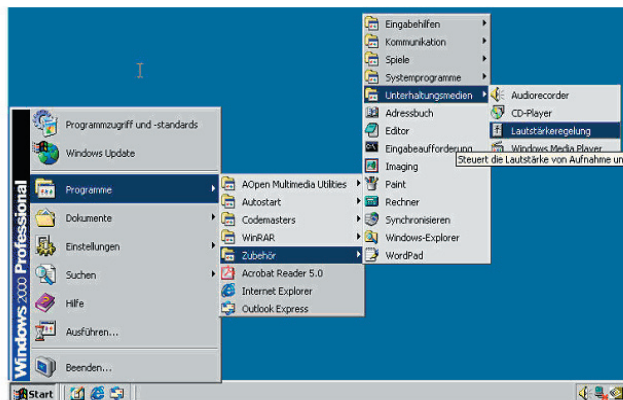 Programmzugriff und -standards
Windows Update
Programme
Dokumente
Einstellungen
Suchen
Hilfe
Ausführen...
Beenden...
Windows 2000 Professional
Start
AOpen Multimedia Utilities
Autostart
Codemasters
WinRAR
Zubehör
Acrobat Reader 5.0
Internet Explorer
Outlook Express
Eingabehilfen
Kommunikation
Spiele
Systemprogramme
Unterhaltungsmedien
Adressbuch
Editor
Eingabeaufforderung
Imaging
Paint
Rechner
Synchronisieren
Windows-Explorer
WordPad
Audiorecorder
CD-Player
Lautstärkeregelung
Windows Media Player
Steuert die Lautstärke von Aufnahme un